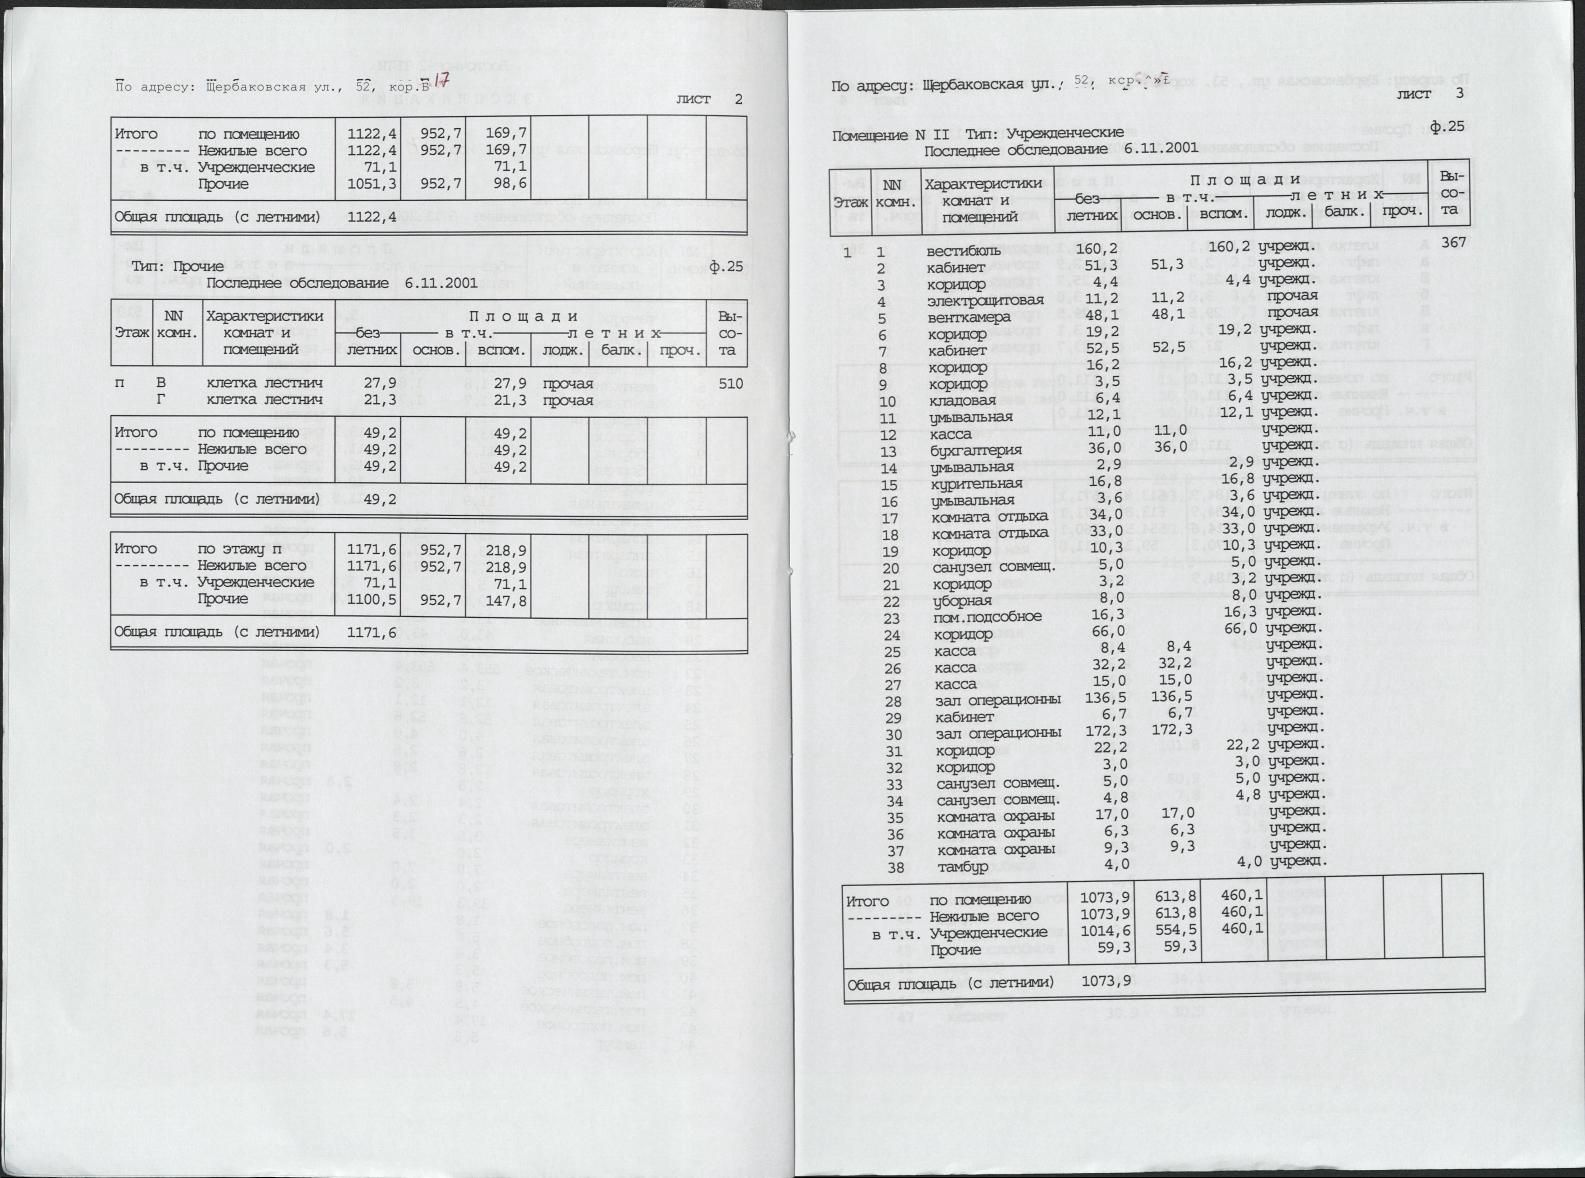 По адресу: Щербаковская ул., 52, кор.Б 17
лист 2
Итого по помещению 1122,4 952,7 169,7
--------- Нежилые всего 1122,4 952,7 169,7
в т.ч. Учрежденческие 71,1 71,1
Прочие 1051,3 952,7 98,6
Общая площадь (с летними) 1122,4
Тип: Прочие ф.25
Последнее обследование 6.11.2001
Этаж NN комн. Характеристики комнат и помещений Площади Вы-
без летних в т.ч. летних со-
основ. вспом. лодж. балк. проч. та
п В клетка лестнич 27,9 27,9 прочая 510
Г клетка лестнич 21,3 21,3 прочая
Итого по помещению 49,2 49,2
--------- Нежилые всего 49,2 49,2
в т.ч. Прочие 49,2 49,2
Общая площадь (с летними) 49,2
Итого по этажу п 1171,6 952,7 218,9
--------- Нежилые всего 1171,6 952,7 218,9
в т.ч. Учрежденческие 71,1 71,1
Прочие 1100,5 952,7 147,8
Общая площадь (с летними) 1171,6
По адресу: Щербаковская ул., 52, кор.
лист 3
Помещение N II Тип: Учрежденческие ф.25
Последнее обследование 6.11.2001
Этаж NN комн. Характеристики комнат и помещений Площади Вы-
без летних в т.ч. летних со-
основ. вспом. лодж. балк. проч. та
1 1 вестибюль 160,2 160,2 учрежд. 367
2 кабинет 51,3 51,3 учрежд.
3 коридор 4,4 4,4 учрежд.
4 электрощитовая 11,2 11,2 прочая
5 венткамера 48,1 48,1 прочая
6 коридор 19,2 19,2 учрежд.
7 кабинет 52,5 52,5 учрежд.
8 коридор 16,2 16,2 учрежд.
9 коридор 3,5 3,5 учрежд.
10 кладовая 6,4 6,4 учрежд.
11 умывальная 12,1 12,1 учрежд.
12 касса 11,0 11,0 учрежд.
13 бухгалтерия 36,0 36,0 учрежд.
14 умывальная 2,9 2,9 учрежд.
15 курительная 16,8 16,8 учрежд.
16 умывальная 3,6 3,6 учрежд.
17 комната отдыха 34,0 34,0 учрежд.
18 комната отдыха 33,0 33,0 учрежд.
19 коридор 10,3 10,3 учрежд.
20 санузел совмещ. 5,0 5,0 учрежд.
21 коридор 3,2 3,2 учрежд.
22 уборная 8,0 8,0 учрежд.
23 пом.подсобное 16,3 16,3 учрежд.
24 коридор 66,0 66,0 учрежд.
25 касса 8,4 8,4 учрежд.
26 касса 32,2 32,2 учрежд.
27 касса 15,0 15,0 учрежд.
28 зал операционны 136,5 136,5 учрежд.
29 кабинет 6,7 6,7 учрежд.
30 зал операционны 172,3 172,3 учрежд.
31 коридор 22,2 22,2 учрежд.
32 коридор 3,0 3,0 учрежд.
33 санузел совмещ. 5,0 5,0 учрежд.
34 санузел совмещ. 4,8 4,8 учрежд.
35 комната охраны 17,0 17,0 учрежд.
36 комната охраны 6,3 6,3 учрежд.
37 комната охраны 9,3 9,3 учрежд.
38 тамбур 4,0 4,0 учрежд.
Итого по помещению 1073,9 613,8 460,1
--------- Нежилые всего 1073,9 613,8 460,1
в т.ч. Учрежденческие 1014,6 554,5 460,1
Прочие 59,3 59,3
Общая площадь (с летними) 1073,9